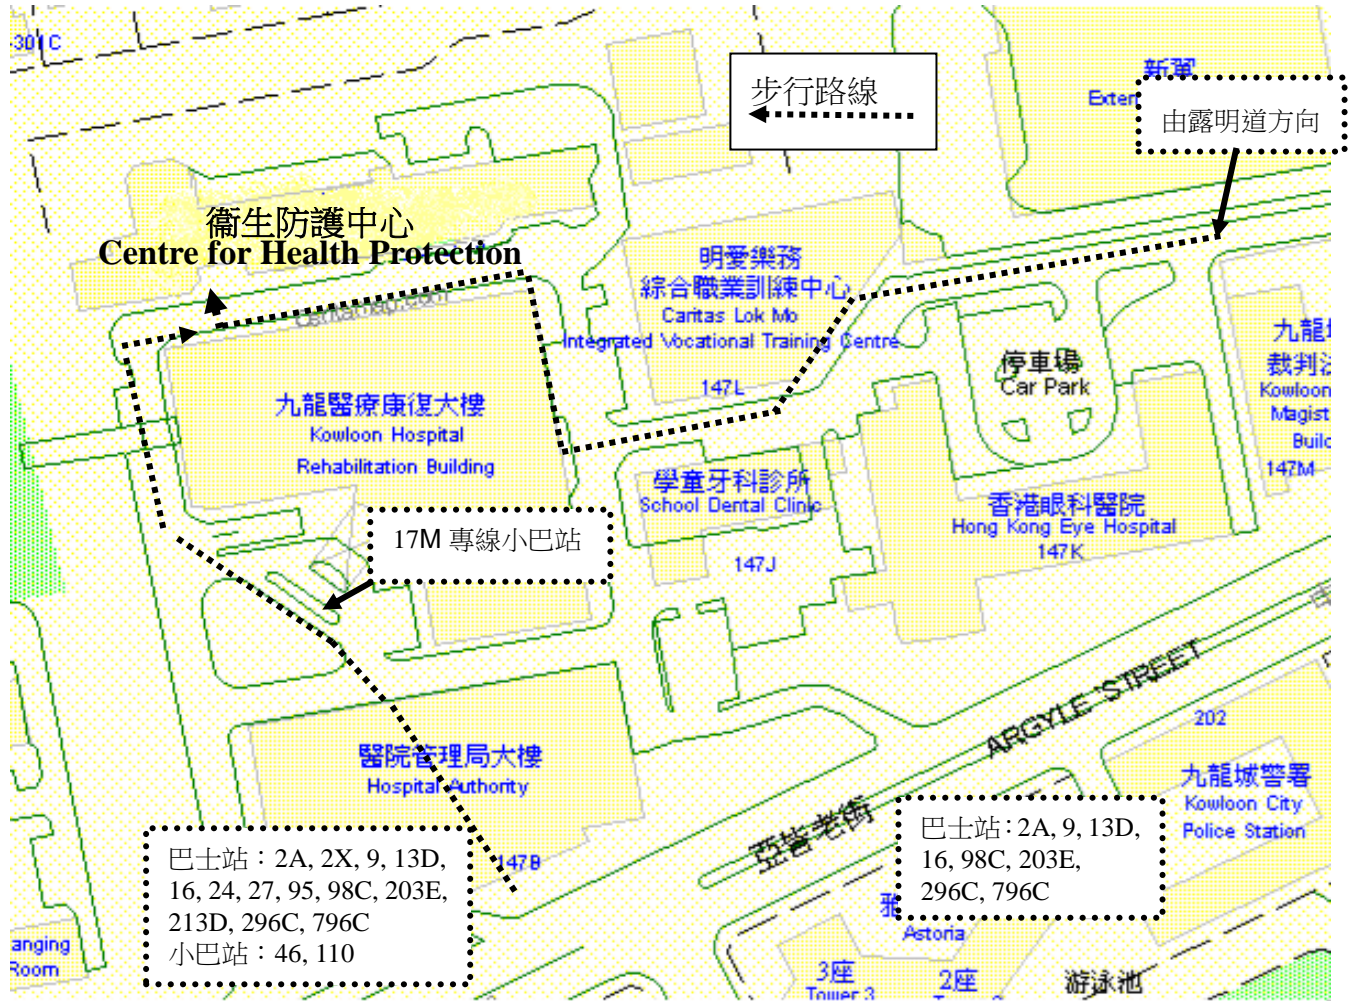 -301C
步行路線
新翼
Exten
由露明道方向
衞生防護中心
Centre for Health Protection
centamap.com
明愛樂務
綜合職業訓練中心
Caritas Lok Mo
Integrated Vocational Training Centre
147L
停車場
Car Park
九龍
裁判法
Kowloon
Magist
Build
147M
九龍醫療康復大樓
Kowloon Hospital
Rehabilitation Building
學童牙科診所
School Dental Clinic
147J
香港眼科醫院
Hong Kong Eye Hospital
147K
17M 專線小巴站
ARGYLE STREET
亞皆老街
202
九龍城警署
Kowloon City
Police Station
醫院管理局大樓
Hospital Authority
147B
巴士站：2A, 2X, 9, 13D,
16, 24, 27, 95, 98C, 203E,
213D, 296C, 796C
小巴站：46, 110
巴士站：2A, 9, 13D,
16, 98C, 203E,
296C, 796C
雅
Astoria
3座
Tower 3
2座
游泳池
anging
Room